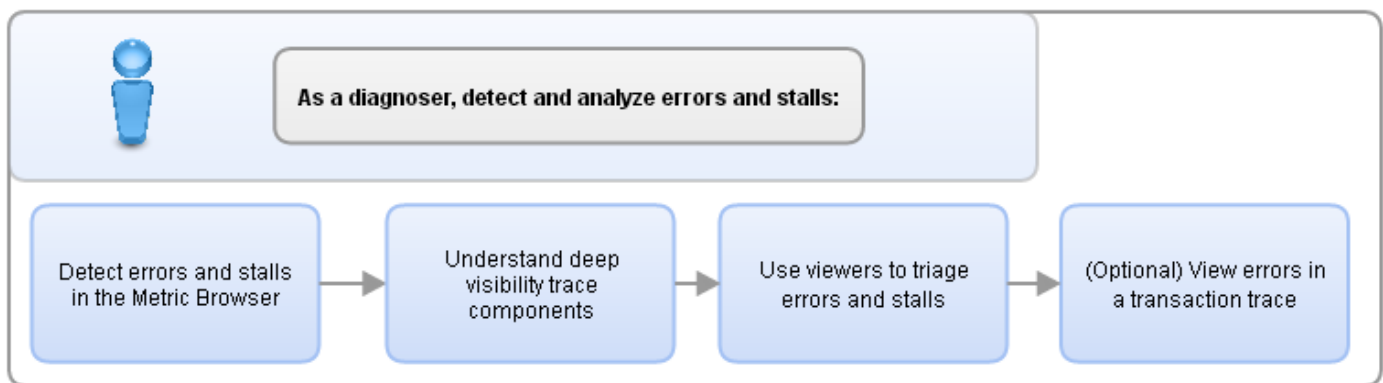 As a diagnoser, detect and analyze errors and stalls:
Detect errors and stalls
in the Metric Browser
Understand deep
visibility trace
components
Use viewers to triage
errors and stalls
(Optional) View errors in
a transaction trace